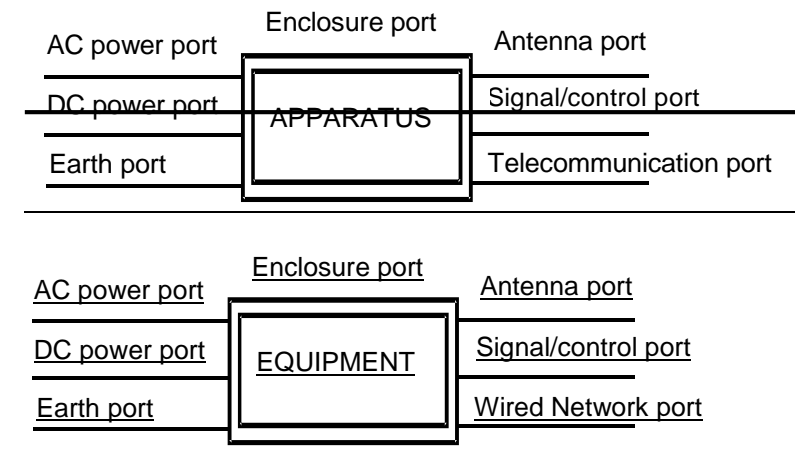 Enclosure port
AC power port
Antenna port
DC power port
APPARATUS
Signal/control port
Earth port
Telecommunication port
Enclosure port
AC power port
Antenna port
DC power port
EQUIPMENT
Signal/control port
Earth port
Wired Network port